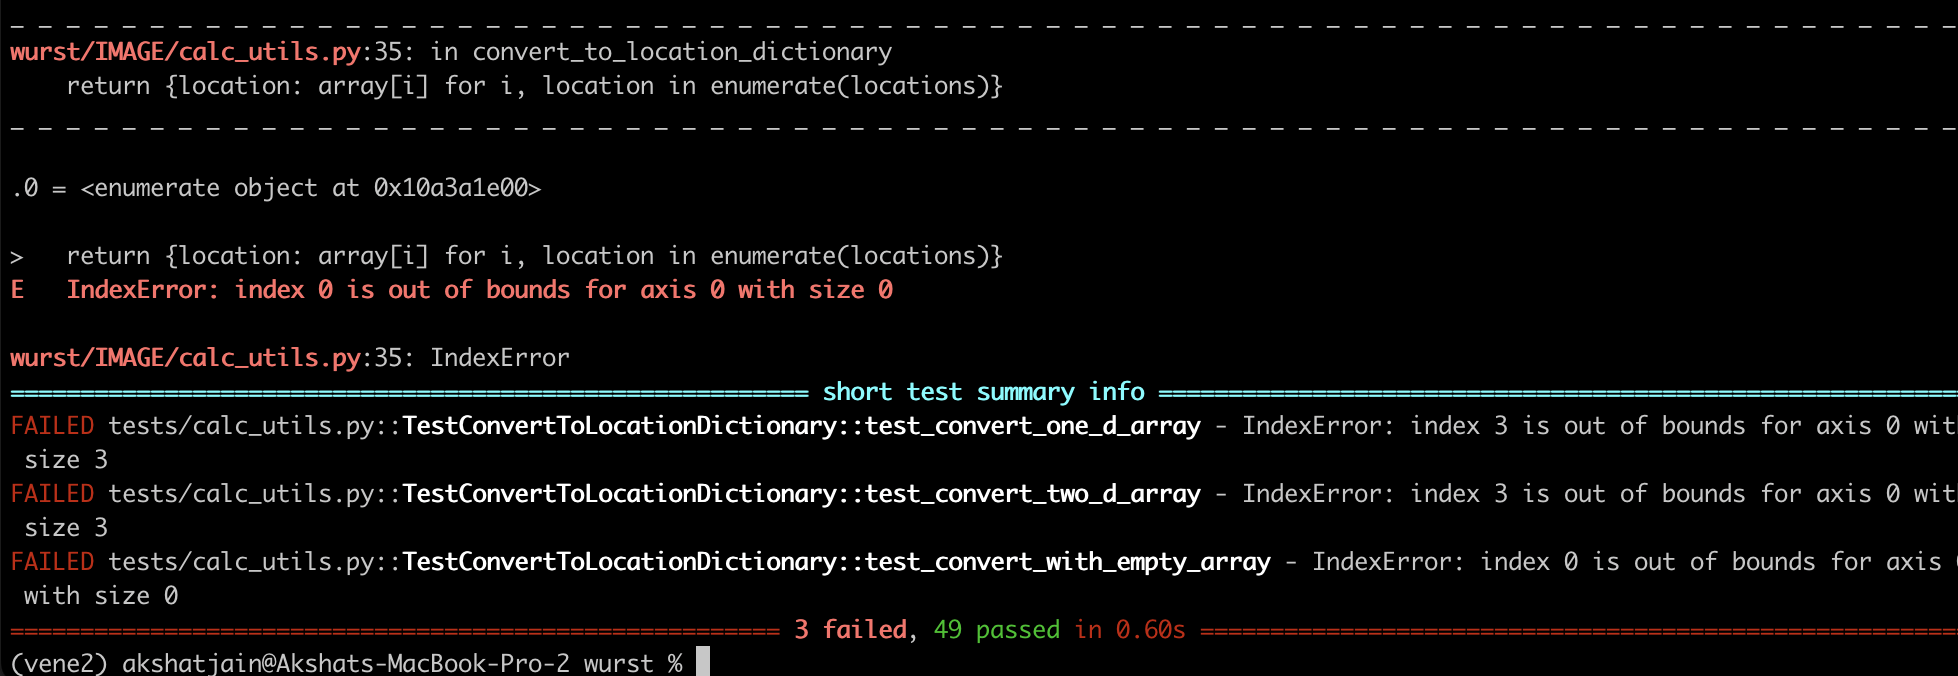 wurst/IMAGE/calc_utils.py:35: in convert_to_location_dictionary
    return {location: array[i] for i, location in enumerate(locations)}
_ _ _ _ _ _ _ _ _ _ _ _ _ _ _ _ _ _ _ _ _ _ _ _ _ _ _ _ _ _ _ _ _ _ _ _ _ _ _ _ _ _ _ _ _ _ _ _ _ _ _ _ _ _ _ _ _ _ _ _ _ _ _ _ _ _ _ _ _ _
.0 = <enumerate object at 0x10a3a1e00>
>   return {location: array[i] for i, location in enumerate(locations)}
E   IndexError: index 0 is out of bounds for axis 0 with size 0
wurst/IMAGE/calc_utils.py:35: IndexError
========================================================= short test summary info =========================================================
FAILED tests/calc_utils.py::TestConvertToLocationDictionary::test_convert_one_d_array - IndexError: index 3 is out of bounds for axis 0 wit
 size 3
FAILED tests/calc_utils.py::TestConvertToLocationDictionary::test_convert_two_d_array - IndexError: index 3 is out of bounds for axis 0 wit
 size 3
FAILED tests/calc_utils.py::TestConvertToLocationDictionary::test_convert_with_empty_array - IndexError: index 0 is out of bounds for axis
 with size 0
======================================================= 3 failed, 49 passed in 0.60s =======================================================
(vene2) akshatjain@Akshats-MacBook-Pro-2 wurst %